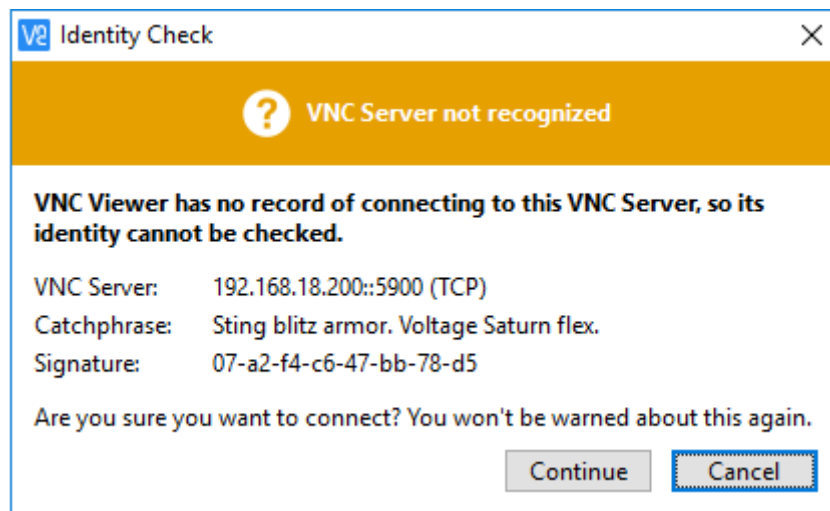 V2 Identity Check
? VNC Server not recognized
VNC Viewer has no record of connecting to this VNC Server, so its
identity cannot be checked.
VNC Server: 192.168.18.200::5900 (TCP)
Catchphrase: Sting blitz armor. Voltage Saturn flex.
Signature: 07-a2-f4-c6-47-bb-78-d5
Are you sure you want to connect? You won't be warned about this again.
Continue Cancel